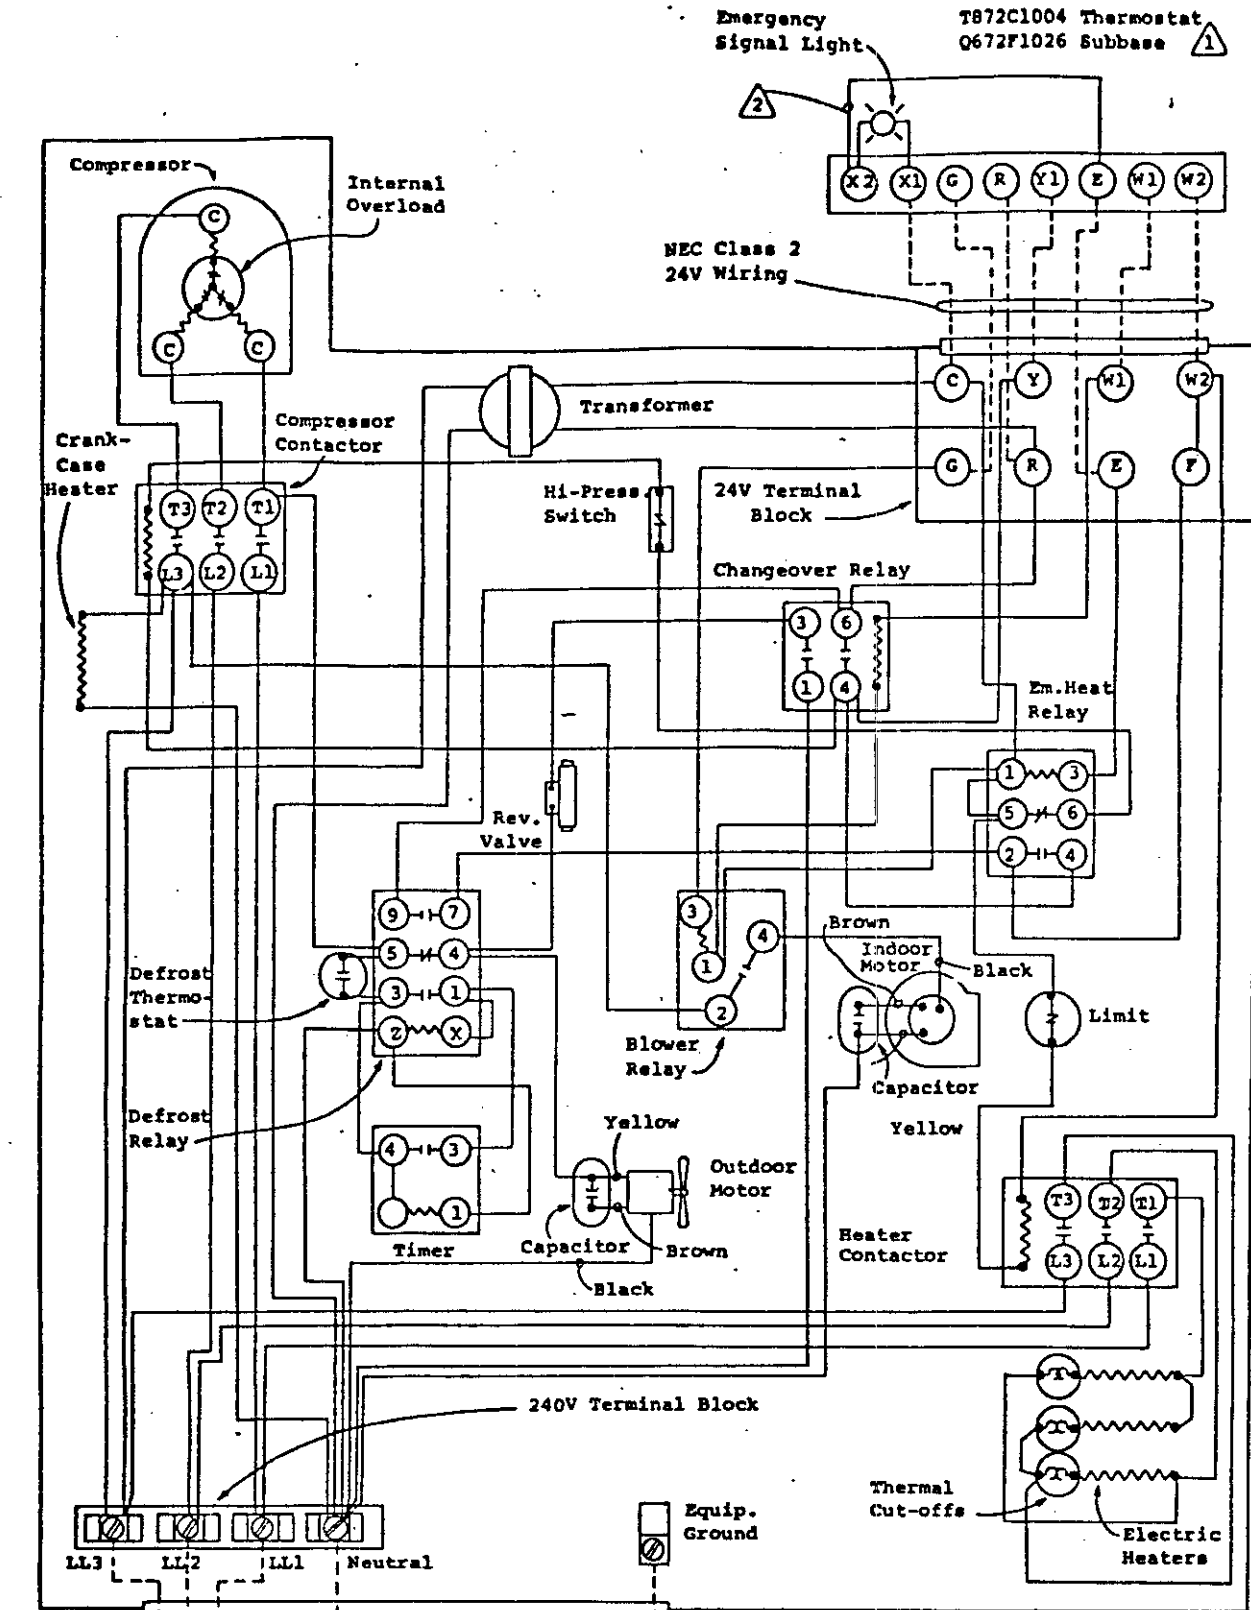 Emergency
Signal Light
T872C1004 Thermostat
Q672F1026 Subbase
1
2
X2 X1 G R Y1 E W1 W2
Compressor
Internal
Overload
C
C C
NEC Class 2
24V Wiring
C Y W1 W2
G R E F
Transformer
24V Terminal
Block
Compressor
Contactor
Crank-
Case
Heater
T3 T2 T1
L3 L2 L1
Hi-Press.
Switch
Changeover Relay
3 6
1 4
Em.Heat
Relay
1 3
5 6
2 4
Rev.
Valve
9 7
5 4
3 1
Z X
Defrost
Thermo-
stat
Defrost
Relay
3
4
1
2
Blower
Relay
Brown
Indoor
Motor
Black
Capacitor
Limit
Yellow
4 3
1
Timer
Yellow
Outdoor
Motor
Capacitor
Brown
Black
Heater
Contactor
T3 T2 T1
L3 L2 L1
240V Terminal Block
Thermal
Cut-offs
Electric
Heaters
Equip.
Ground
LL3 LL2 LL1 Neutral